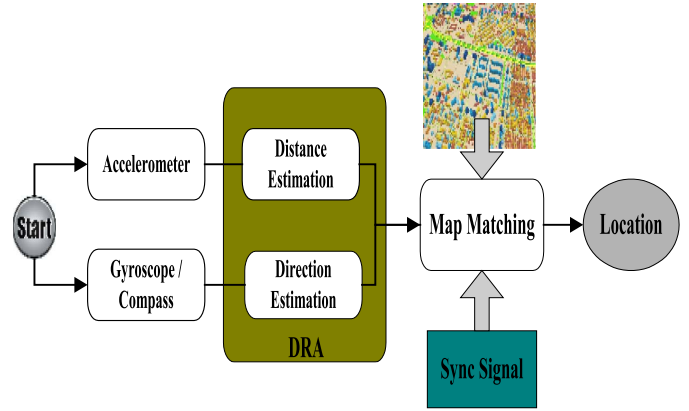 Start
Accelerometer
Gyroscope /
Compass
Distance
Estimation
Direction
Estimation
DRA
Map Matching
Sync Signal
Location